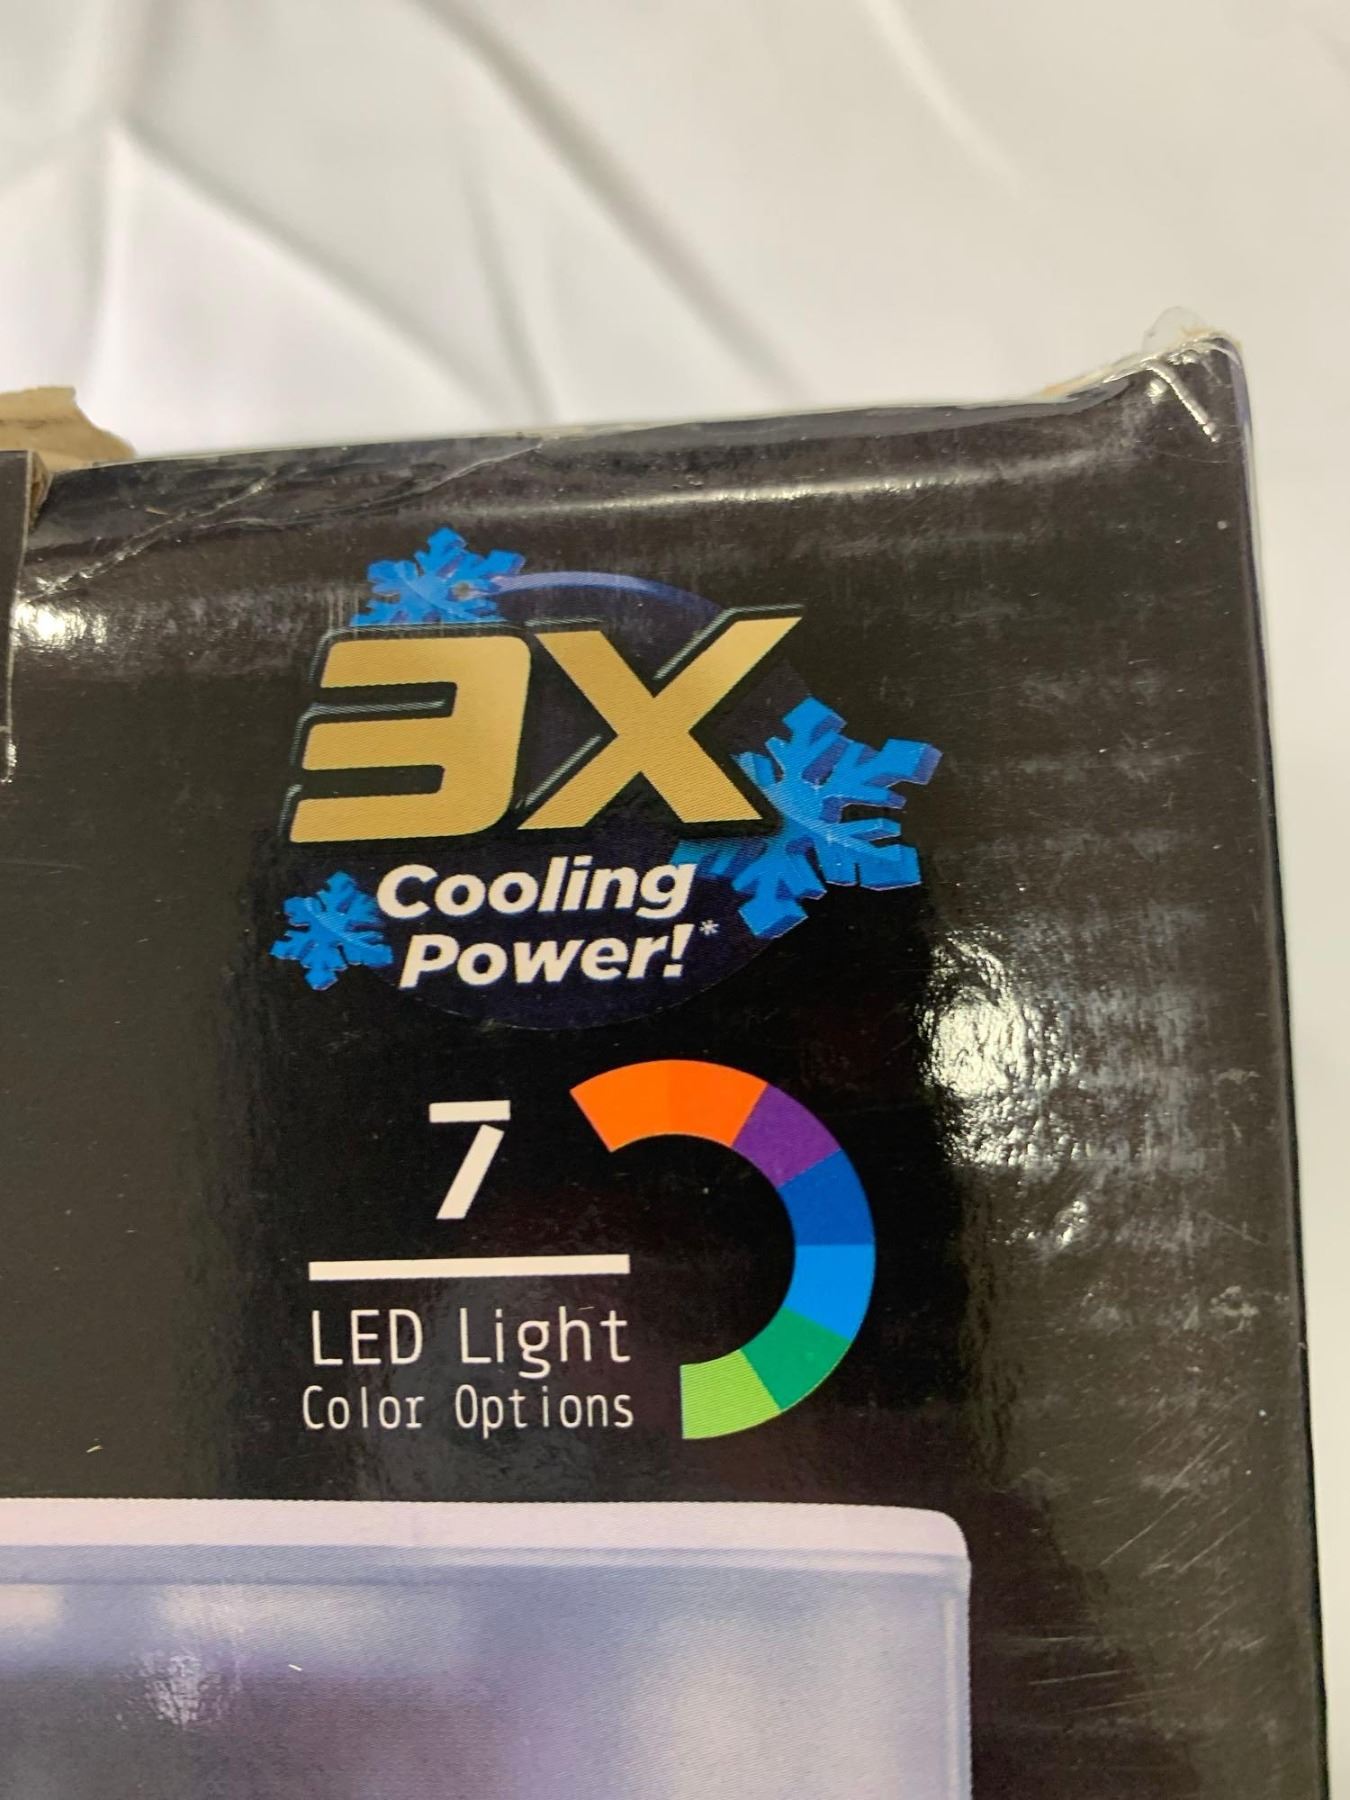 3X
Cooling
Power!*
7
LED Light
Color Options